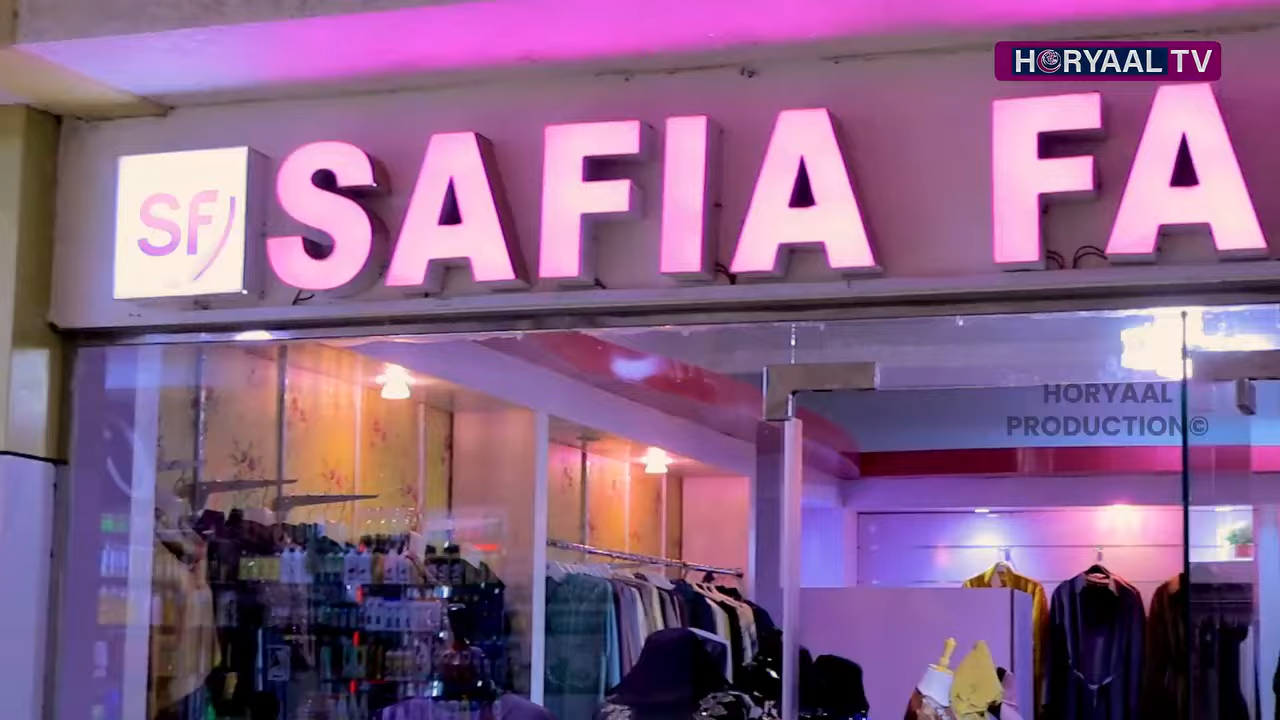 HORYAAL TV
SF
SAFIA FA
HORYAAL
PRODUCTION©